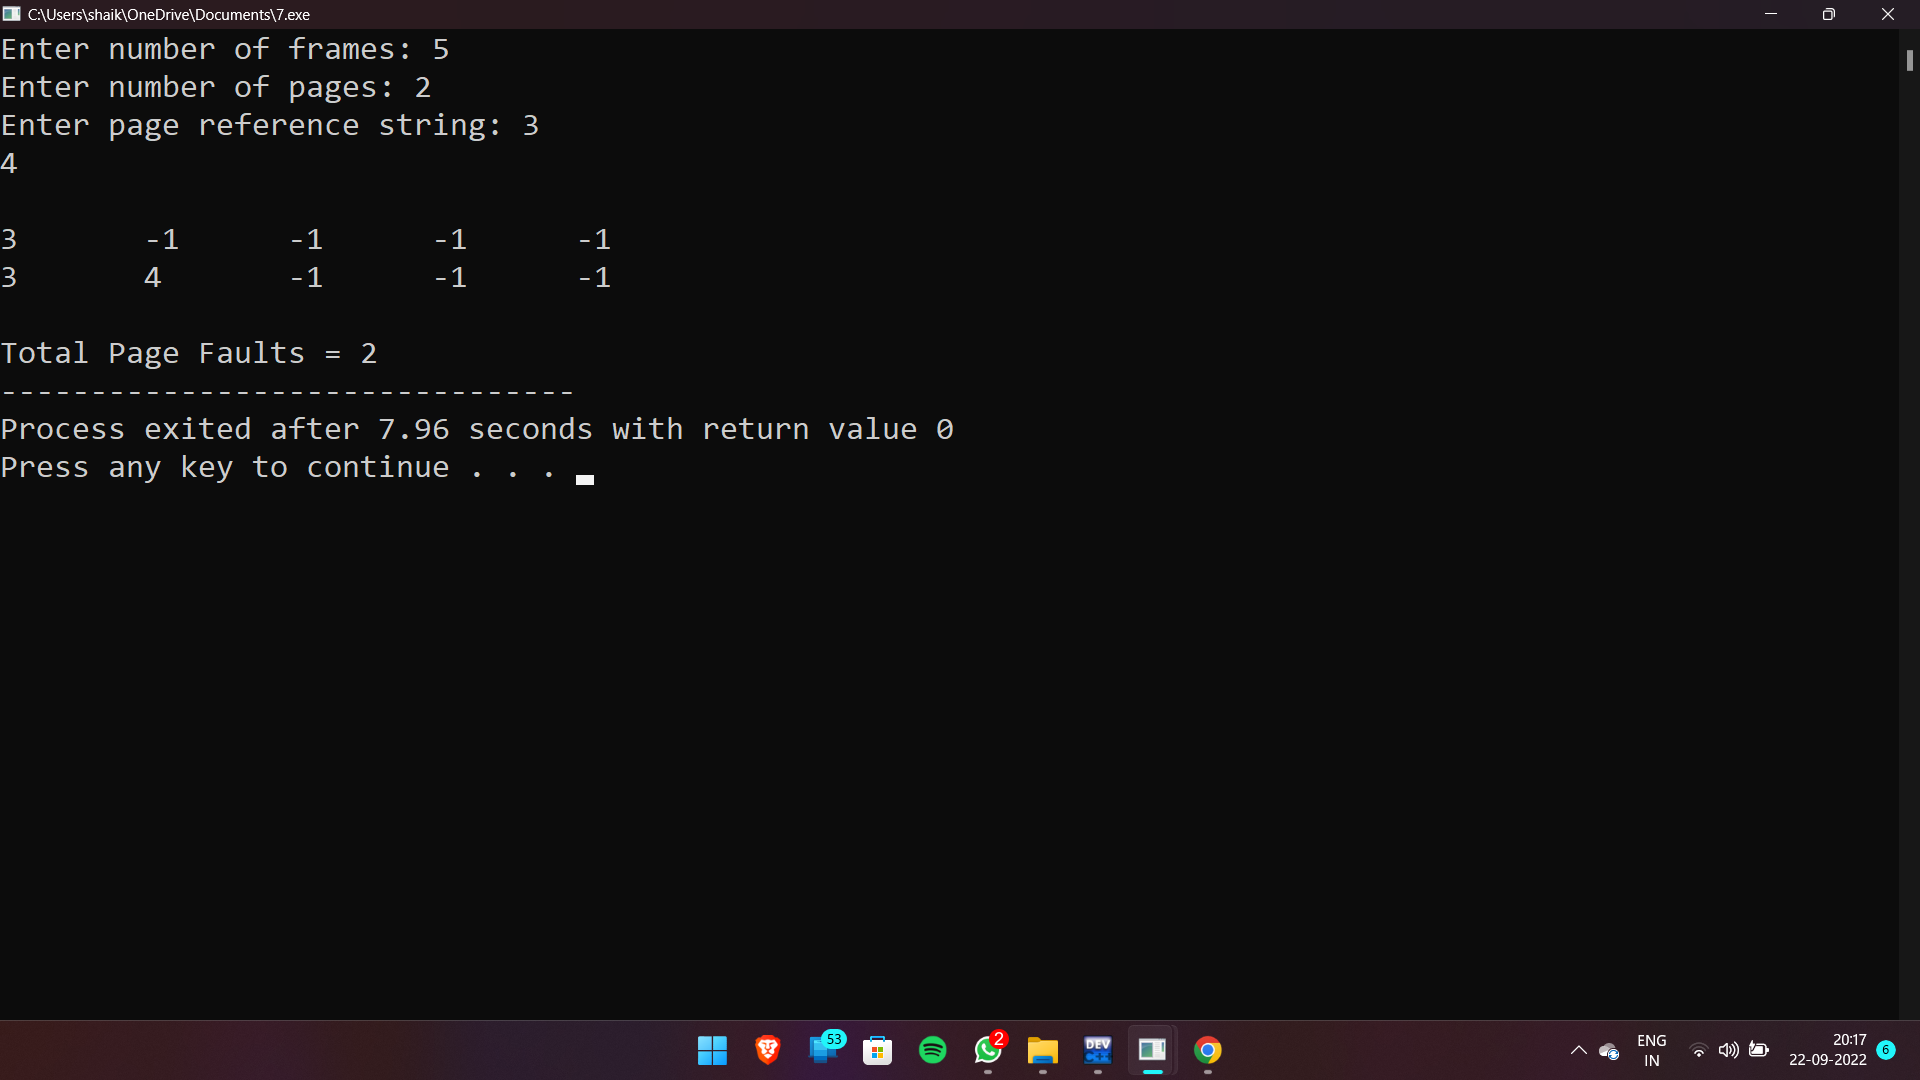 C:\Users\shaik\OneDrive\Documents\7.exe
Enter number of frames: 5
Enter number of pages: 2
Enter page reference string: 3
4
3 -1 -1 -1 -1
3 4 -1 -1 -1
Total Page Faults = 2
--------------------------------
Process exited after 7.96 seconds with return value 0
Press any key to continue . . .
53
2
DEV
C++
ENG
IN
20:17
22-09-2022
6